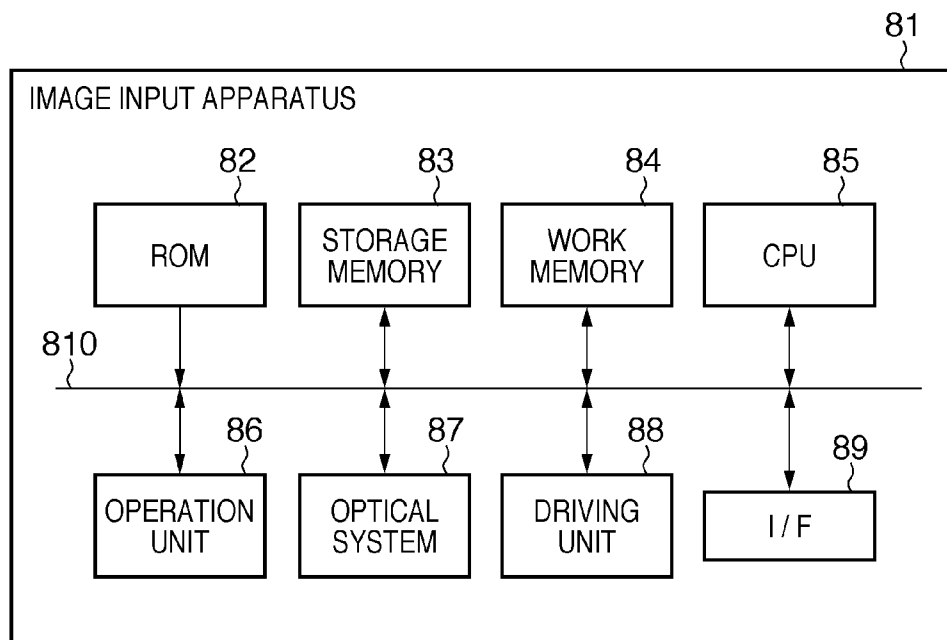 81
IMAGE INPUT APPARATUS
82
83
84
85
ROM
STORAGE
MEMORY
WORK
MEMORY
CPU
810
86
87
88
89
OPERATION
UNIT
OPTICAL
SYSTEM
DRIVING
UNIT
I / F